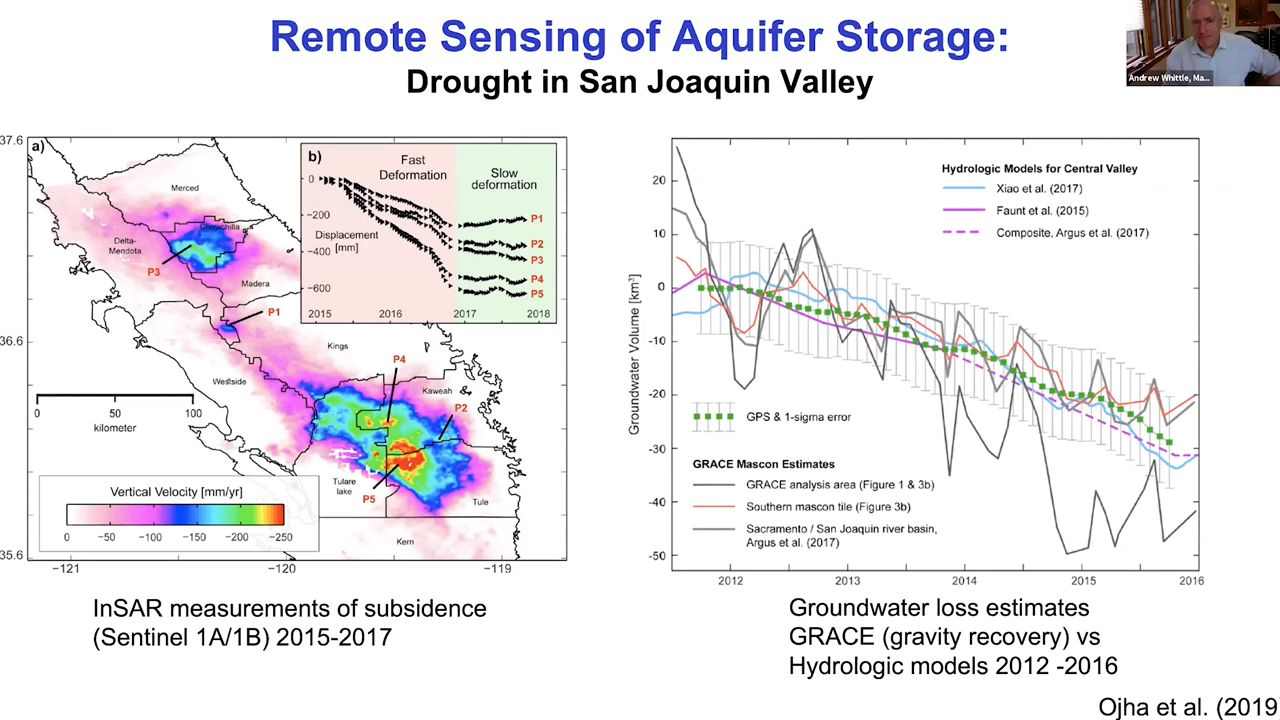 Remote Sensing of Aquifer Storage:
Drought in San Joaquin Valley
Andrew Whittle, Ma...
37.6
36.6
35.6
a)
Merced
Chowchilla
Delta-
Mendota
P3
Madera
P1
Kings
P4
Westside
Kaweah
P2
0 50 100
kilometer
Tulare
lake
P5
Tule
Kern
Vertical Velocity [mm/yr]
0 −50 −100 −150 −200 −250
−121 −120 −119
b)
Fast
Deformation
Slow
deformation
0
−200
Displacement
[mm]
−400
−600
P1
P2
P3
P4
P5
2015 2016 2017 2018
InSAR measurements of subsidence
(Sentinel 1A/1B) 2015-2017
Groundwater Volume [km³]
20
10
0
-10
-20
-30
-40
-50
Hydrologic Models for Central Valley
Xiao et al. (2017)
Faunt et al. (2015)
Composite, Argus et al. (2017)
GPS & 1-sigma error
GRACE Mascon Estimates
GRACE analysis area (Figure 1 & 3b)
Southern mascon tile (Figure 3b)
Sacramento / San Joaquin river basin,
Argus et al. (2017)
2012 2013 2014 2015 2016
Groundwater loss estimates
GRACE (gravity recovery) vs
Hydrologic models 2012 -2016
Ojha et al. (2019)